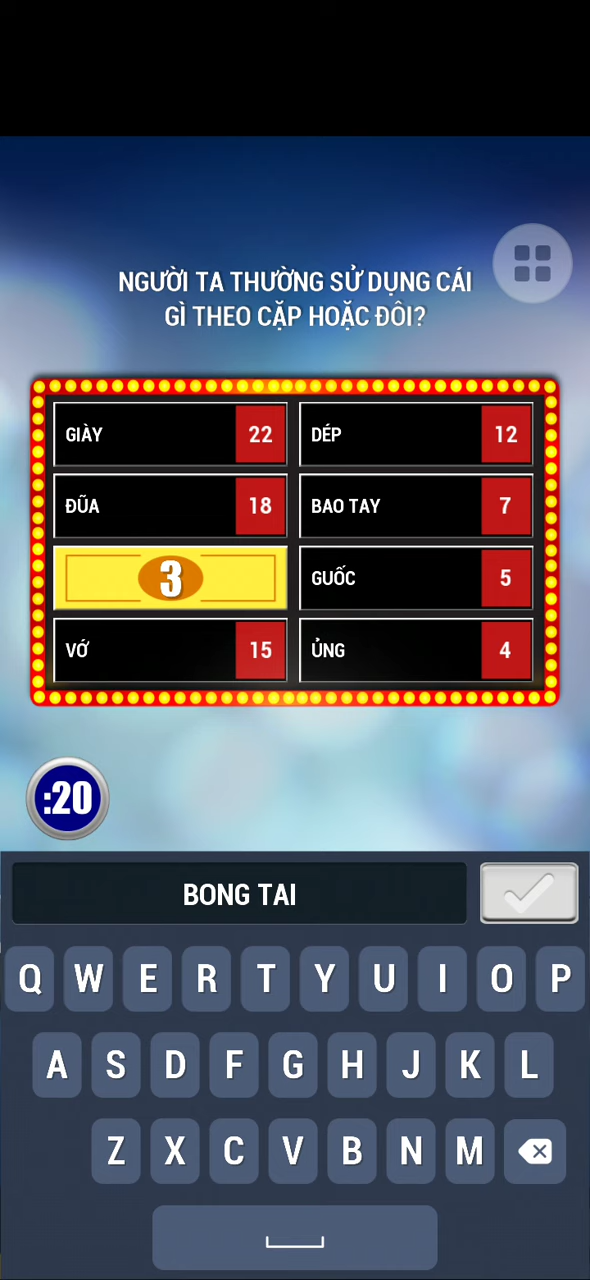 NGƯỜI TA THƯỜNG SỬ DỤNG CÁI
GÌ THEO CẶP HOẶC ĐÔI?
GIÀY 22
DÉP 12
ĐŨA 18
BAO TAY 7
3
GUỐC 5
VỚ 15
ỦNG 4
:20
BONG TAI
Q W E R T Y U I O P
A S D F G H J K L
Z X C V B N M